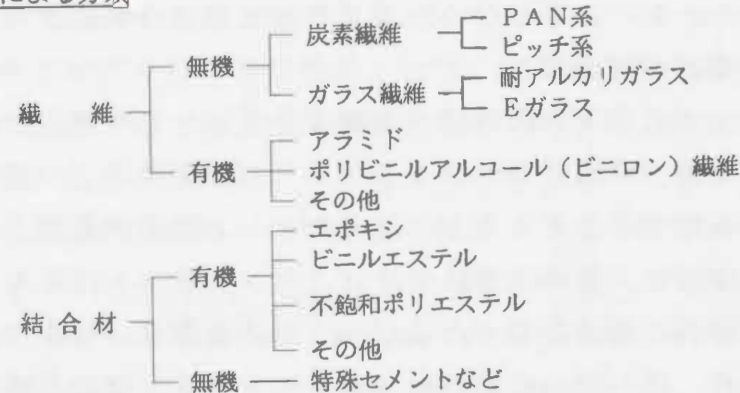 による分類
繊維
無機
炭素繊維
ＰＡＮ系
ピッチ系
ガラス繊維
耐アルカリガラス
Ｅガラス
有機
アラミド
ポリビニルアルコール（ビニロン）繊維
その他
結合材
有機
エポキシ
ビニルエステル
不飽和ポリエステル
その他
無機
特殊セメントなど